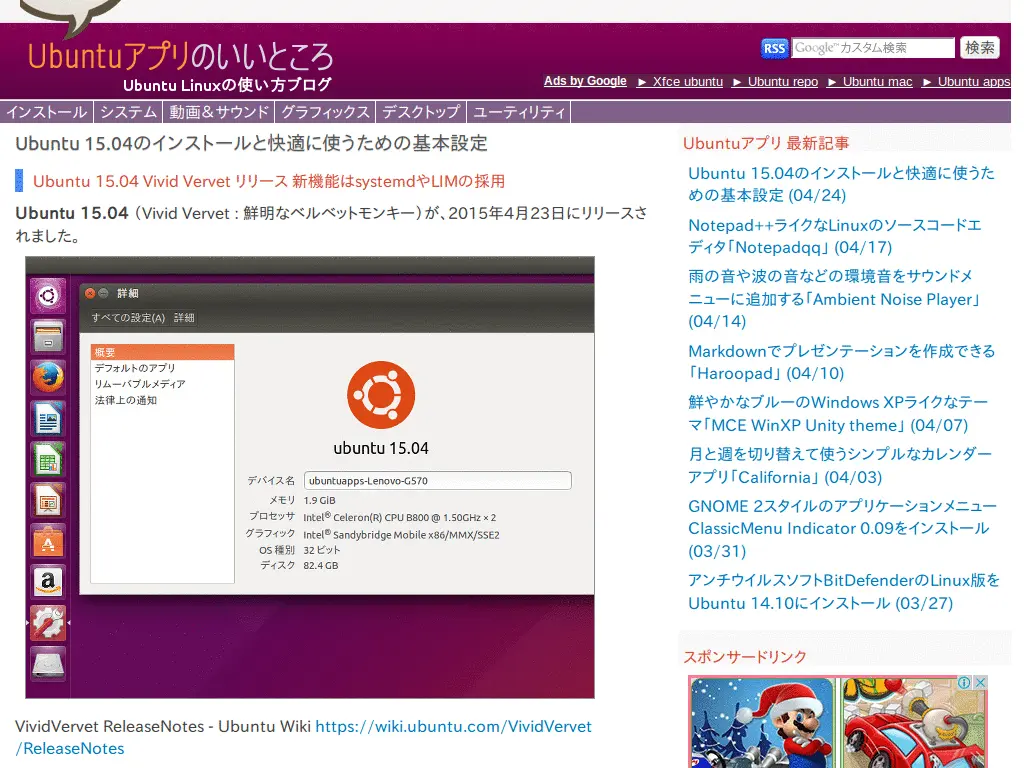 Ubuntuアプリのいいところ
Ubuntu Linuxの使い方ブログ
RSS
Google™カスタム検索
検索
Ads by Google
► Xfce ubuntu
► Ubuntu repo
► Ubuntu mac
► Ubuntu apps
インストール
システム
動画＆サウンド
グラフィックス
デスクトップ
ユーティリティ
Ubuntu 15.04のインストールと快適に使うための基本設定
Ubuntu 15.04 Vivid Vervet リリース 新機能はsystemdやLIMの採用
Ubuntu 15.04 （Vivid Vervet : 鮮明なベルベットモンキー）が、2015年4月23日にリリースさ
れました。
詳細
すべての設定(A) 詳細
概要
デフォルトのアプリ
リムーバブルメディア
法律上の通知
ubuntu 15.04
デバイス名 ubuntuapps-Lenovo-G570
メモリ 1.9 GiB
プロセッサ Intel® Celeron(R) CPU B800 @ 1.50GHz × 2
グラフィック Intel® Sandybridge Mobile x86/MMX/SSE2
OS 種別 32 ビット
ディスク 82.4 GB
VividVervet ReleaseNotes - Ubuntu Wiki https://wiki.ubuntu.com/VividVervet
/ReleaseNotes
Ubuntuアプリ 最新記事
Ubuntu 15.04のインストールと快適に使うた
めの基本設定 (04/24)
Notepad++ライクなLinuxのソースコードエ
ディタ「Notepadqq」 (04/17)
雨の音や波の音などの環境音をサウンドメ
ニューに追加する「Ambient Noise Player」
(04/14)
Markdownでプレゼンテーションを作成できる
「Haroopad」 (04/10)
鮮やかなブルーのWindows XPライクなテー
マ「MCE WinXP Unity theme」 (04/07)
月と週を切り替えて使うシンプルなカレンダー
アプリ「California」 (04/03)
GNOME 2スタイルのアプリケーションメニュー
ClassicMenu Indicator 0.09をインストール
(03/31)
アンチウイルスソフトBitDefenderのLinux版を
Ubuntu 14.10にインストール (03/27)
スポンサードリンク